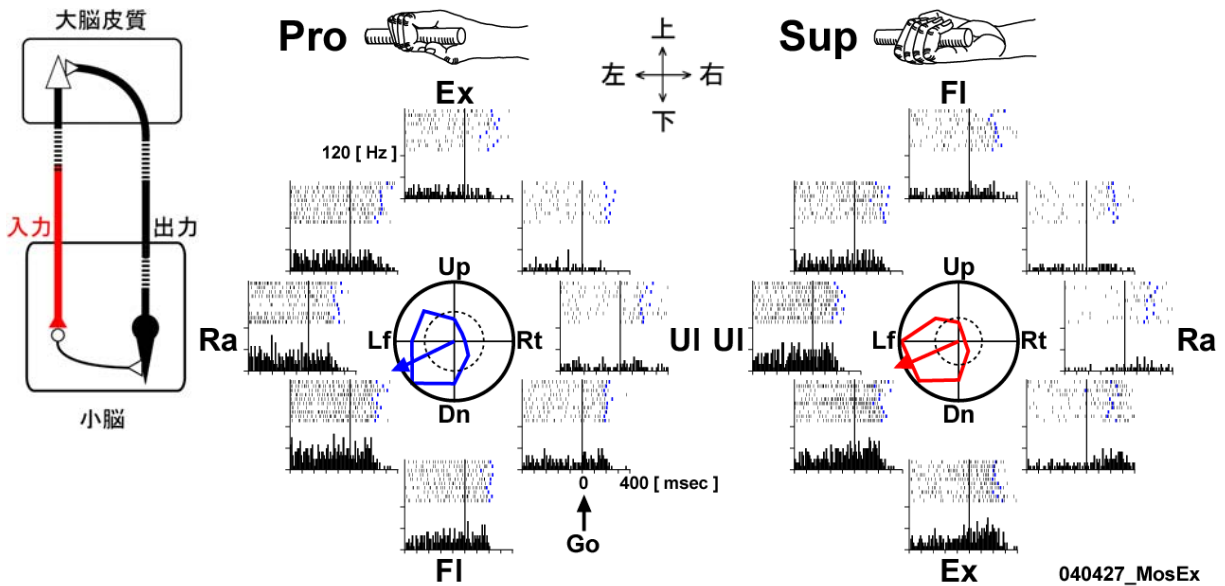 大脳皮質
入力
出力
小脳
Pro
Ex
上
左
右
下
Sup
Fl
120 [ Hz ]
Up
Ra
Lf
Rt
Ul
Dn
0
400 [ msec ]
Go
Fl
Up
Ul
Lf
Rt
Ra
Dn
Ex
040427_MosEx